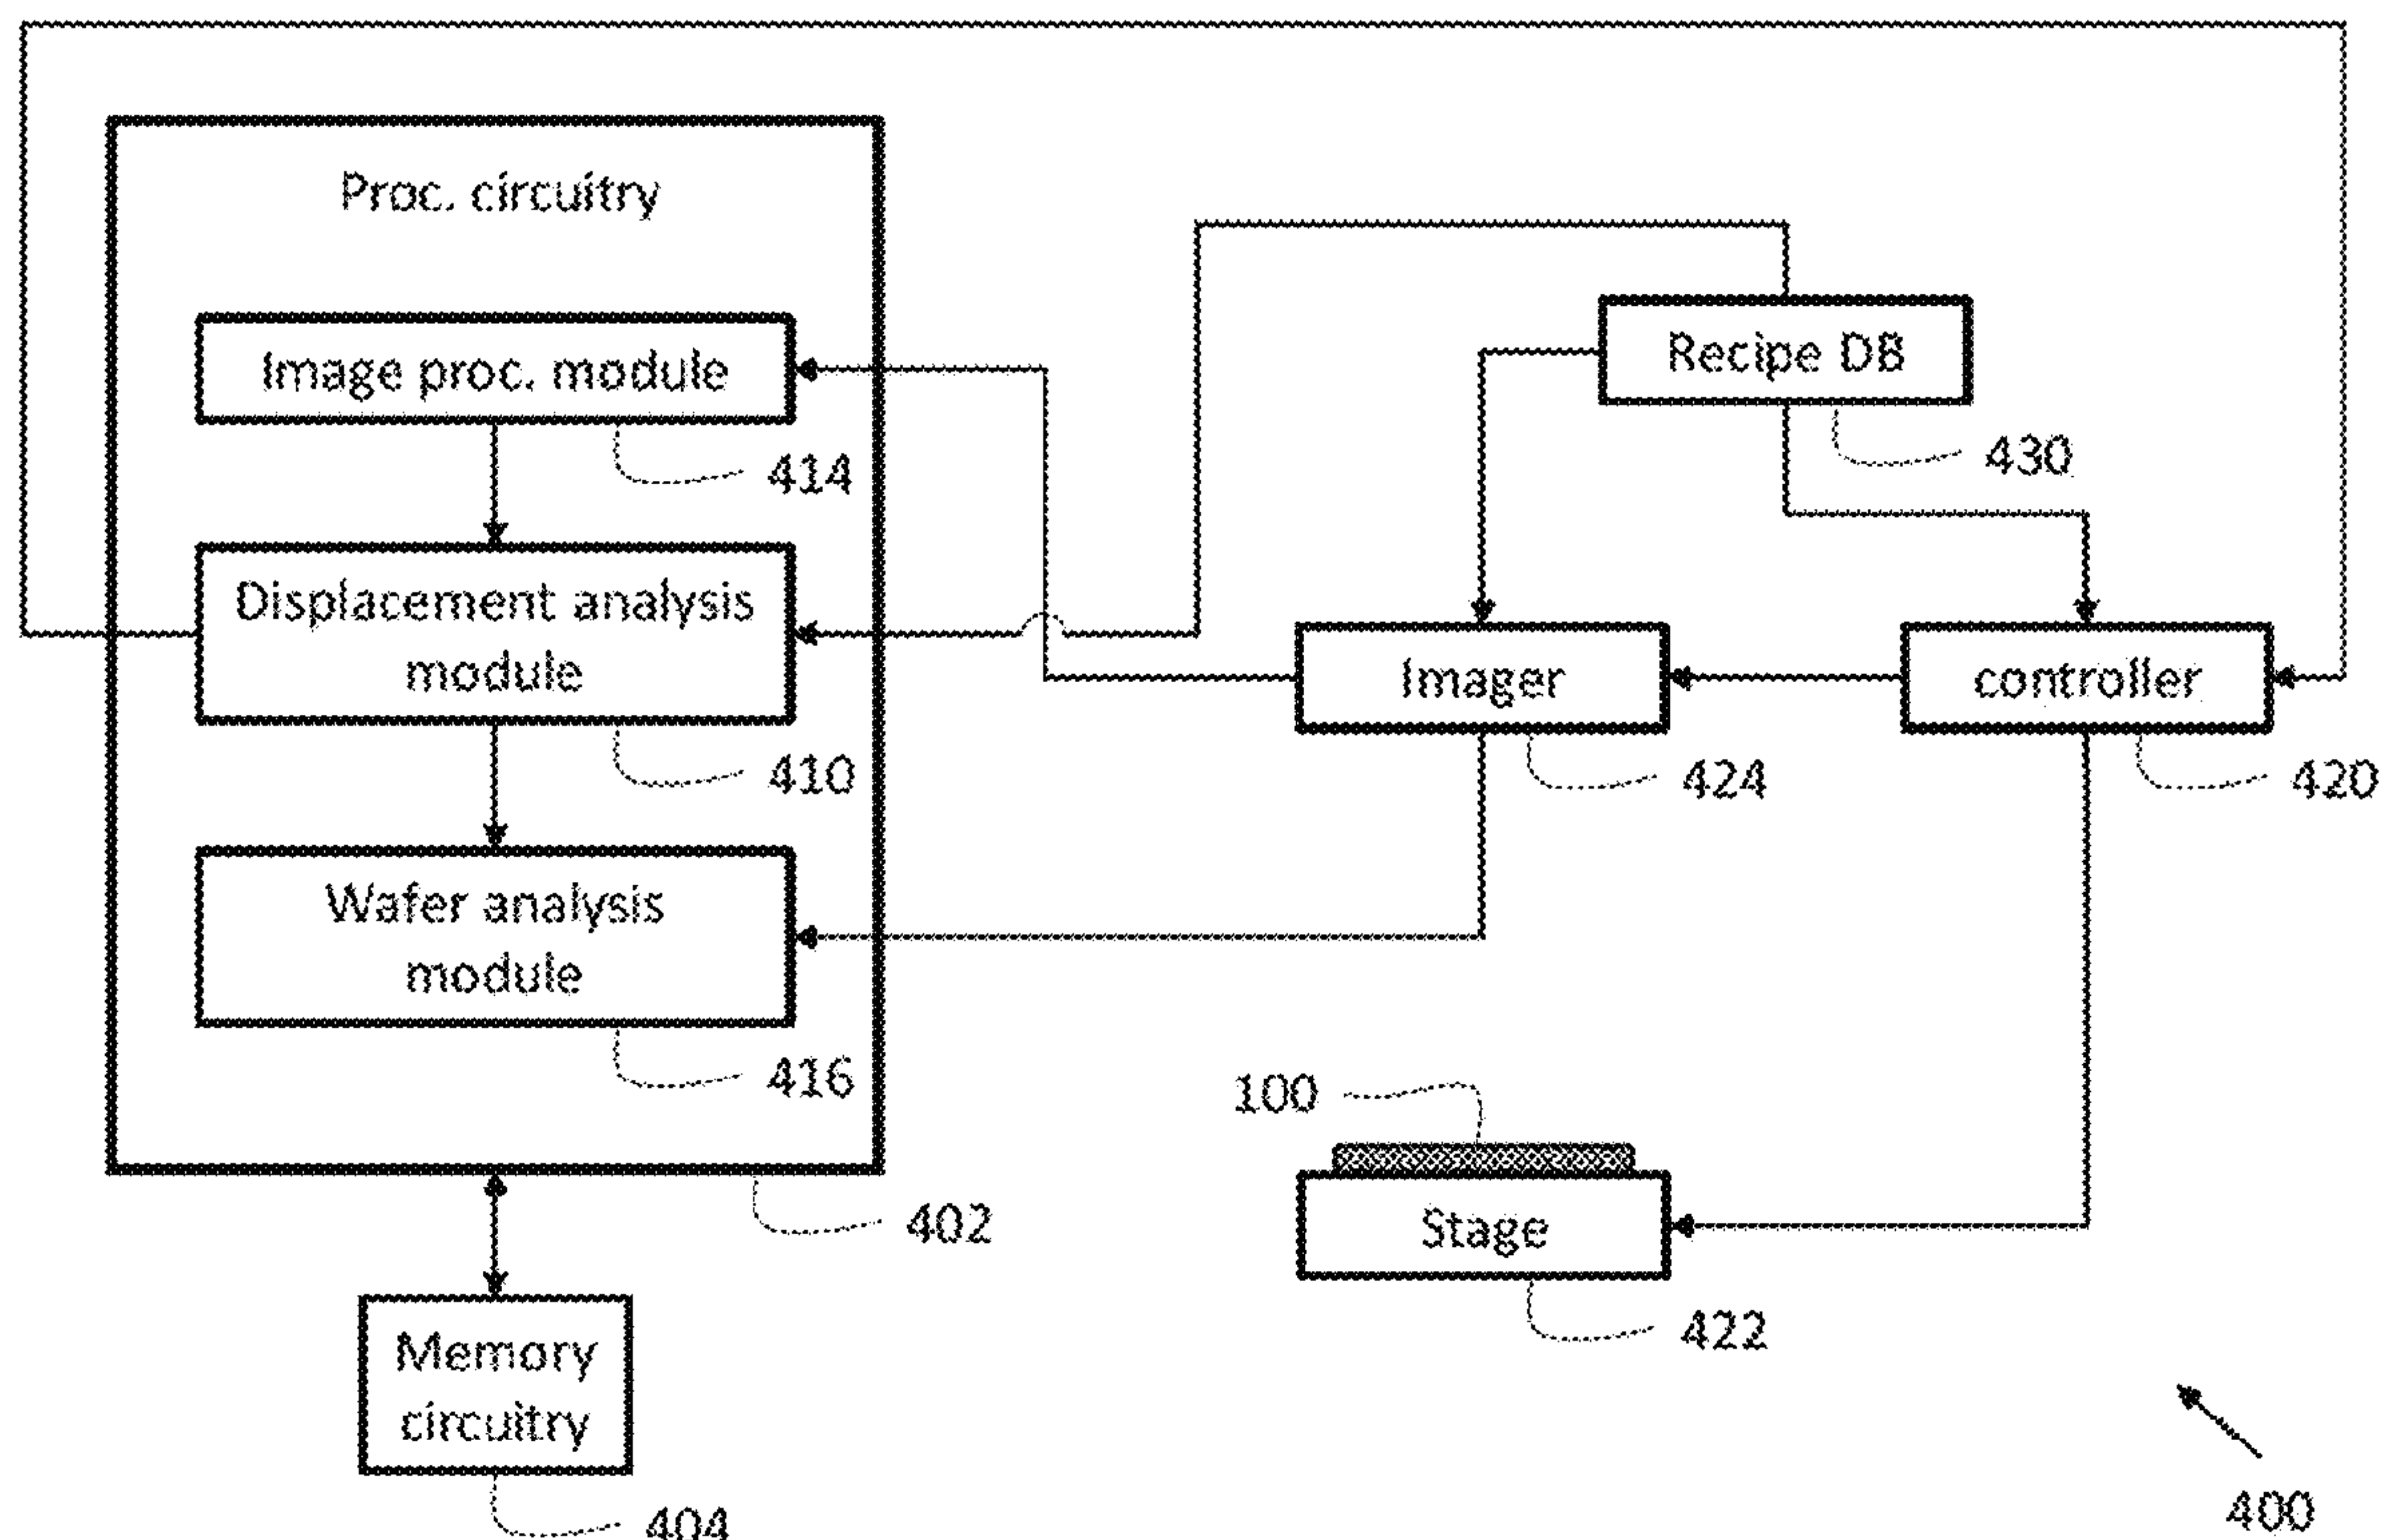 Proc. circuitry
Image proc. module
414
Displacement analysis
module
410
Wafer analysis
module
416
402
Memory
circuitry
404
Recipe DB
430
Imager
424
controller
420
100
Stage
422
400